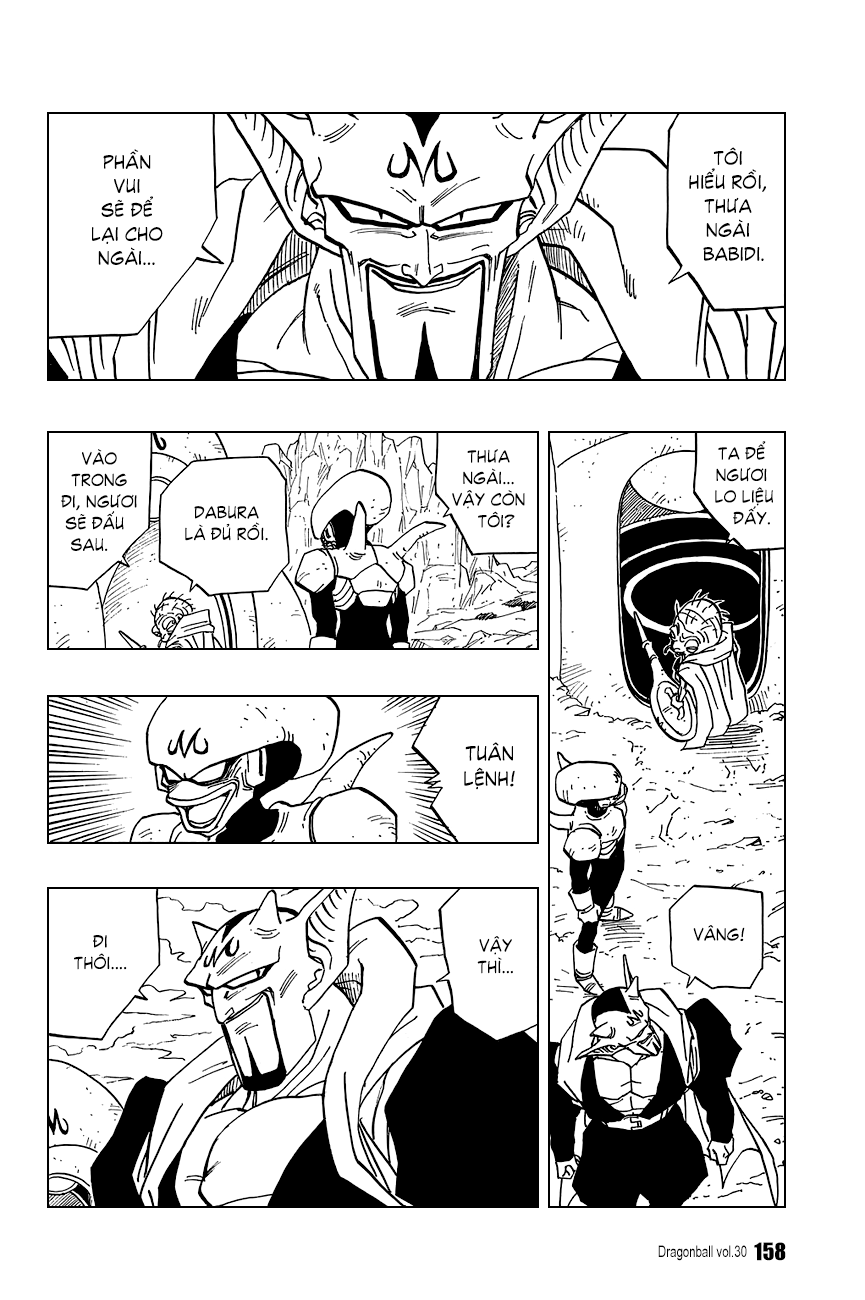 TÔI
HIỂU RỒI,
THƯA
NGÀI
BABIDI.
PHẦN
VUI
SẼ ĐỂ
LẠI CHO
NGÀI...
TA ĐỂ
NGƯƠI
LO LIỆU
ĐẤY.
VÂNG!
THƯA
NGÀI...
VẬY CÒN
TÔI?
DABURA
LÀ ĐỦ RỒI.
VÀO
TRONG
ĐI, NGƯƠI
SẼ ĐẤU
SAU.
TUÂN
LỆNH!
VẬY
THÌ...
ĐI
THÔI....
Dragonball vol.30 158